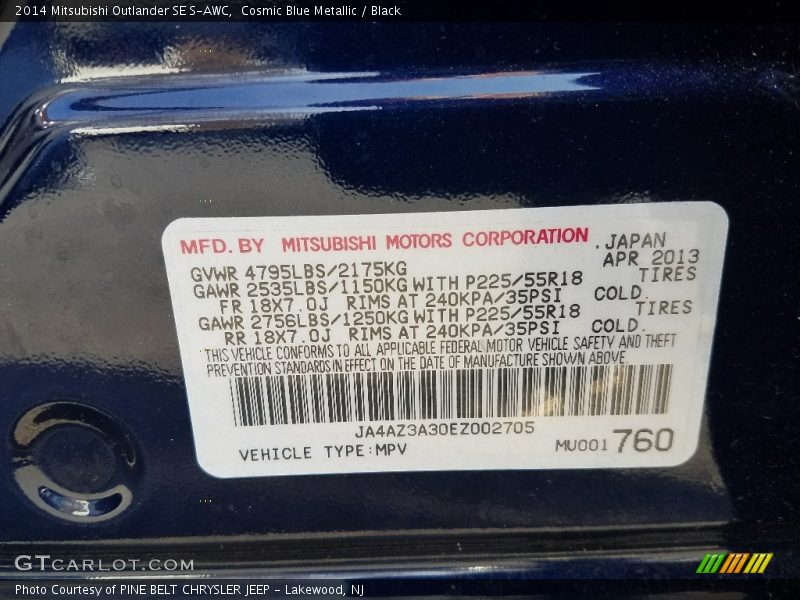 2014 Mitsubishi Outlander SE S-AWC,  Cosmic Blue Metallic / Black
MFD. BY MITSUBISHI MOTORS CORPORATION , JAPAN
GVWR 4795LBS/2175KG APR 2013
GAWR 2535LBS/1150KG WITH P225/55R18 TIRES
FR 18X7.0J RIMS AT 240KPA/35PSI COLD.
GAWR 2756LBS/1250KG WITH P225/55R18 TIRES
RR 18X7.0J RIMS AT 240KPA/35PSI COLD.
THIS VEHICLE CONFORMS TO ALL APPLICABLE FEDERAL MOTOR VEHICLE SAFETY AND THEFT
PREVENTION STANDARDS IN EFFECT ON THE DATE OF MANUFACTURE SHOWN ABOVE.
JA4AZ3A30EZ002705
VEHICLE TYPE:MPV MU001 760
GTCARLOT.COM
Photo Courtesy of PINE BELT CHRYSLER JEEP - Lakewood, NJ